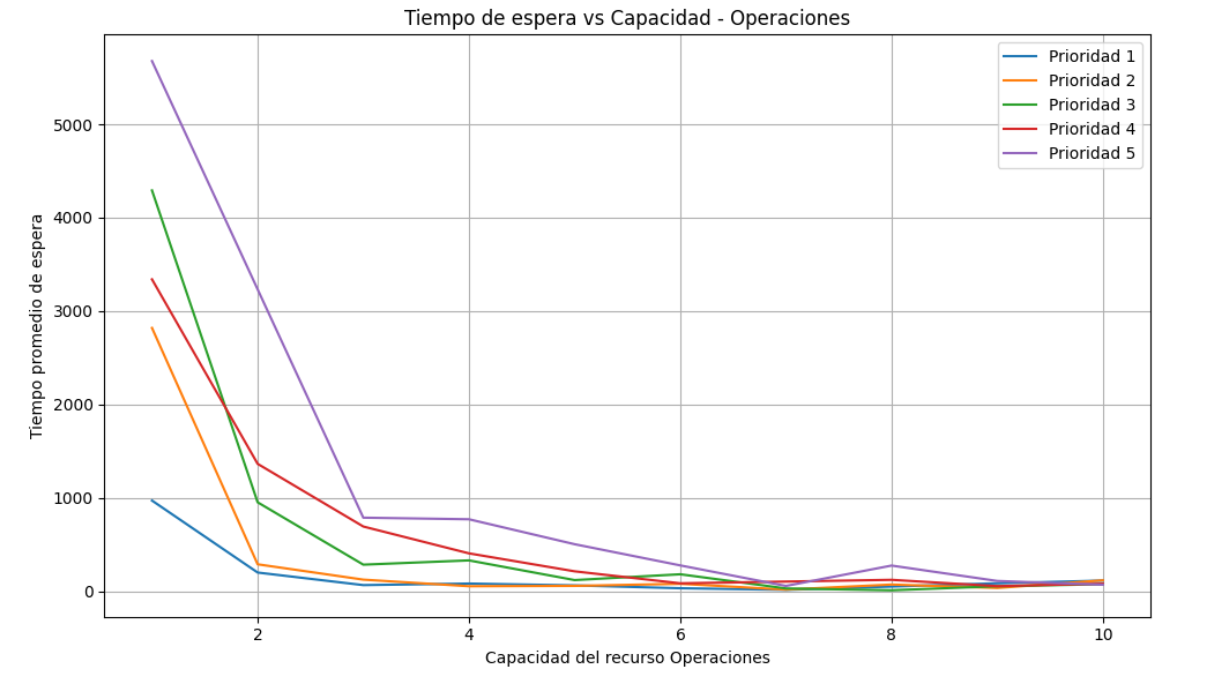 Tiempo de espera vs Capacidad - Operaciones
Prioridad 1
Prioridad 2
Prioridad 3
Prioridad 4
Prioridad 5
Tiempo promedio de espera
5000
4000
3000
2000
1000
0
2
4
6
8
10
Capacidad del recurso Operaciones